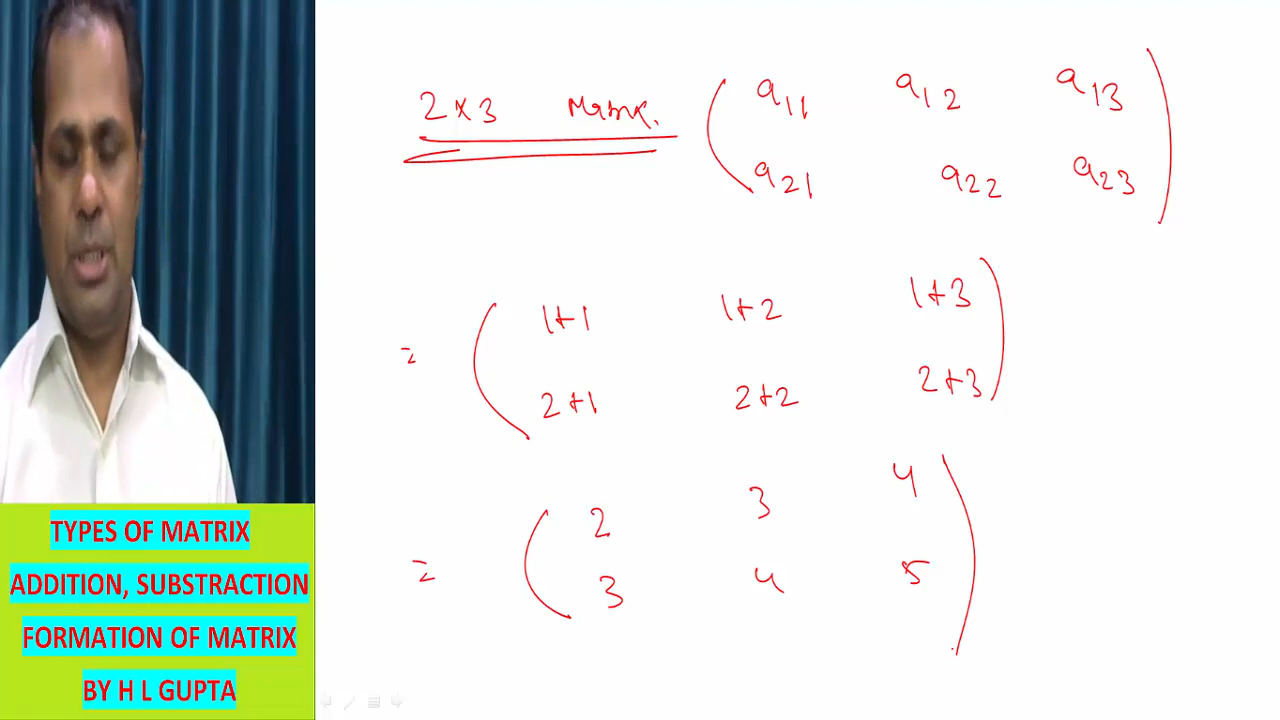 2×3 Matrix.
( a11 a12 a13 )
( a21 a22 a23 )
= ( 1+1 1+2 1+3 )
( 2+1 2+2 2+3 )
= ( 2 3 4 )
( 3 4 5 )
TYPES OF MATRIX
ADDITION, SUBSTRACTION
FORMATION OF MATRIX
BY H L GUPTA